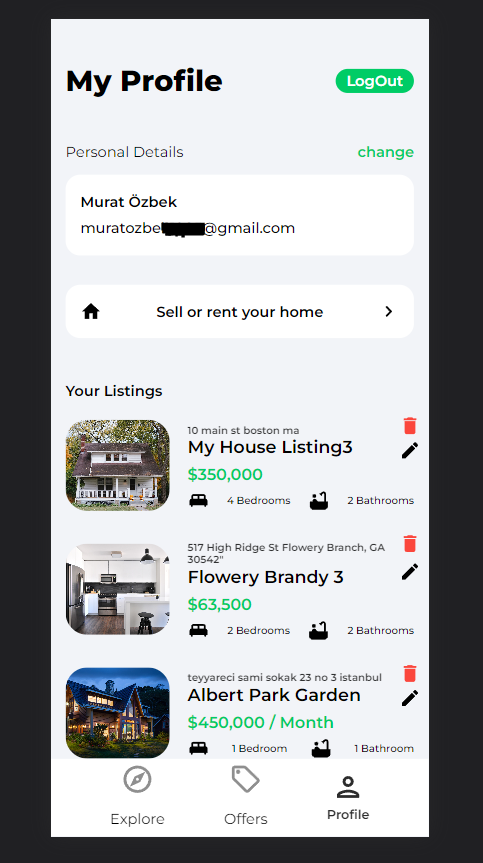 My Profile
LogOut
Personal Details
change
Murat Özbek
@gmail.com
Sell or rent your home
Your Listings
10 main st boston ma
My House Listing3
$350,000
4 Bedrooms
2 Bathrooms
517 High Ridge St Flowery Branch, GA
30542"
Flowery Brandy 3
$63,500
2 Bedrooms
2 Bathrooms
teyyareci sami sokak 23 no 3 istanbul
Albert Park Garden
$450,000 / Month
1 Bedroom
1 Bathroom
Explore
Offers
Profile